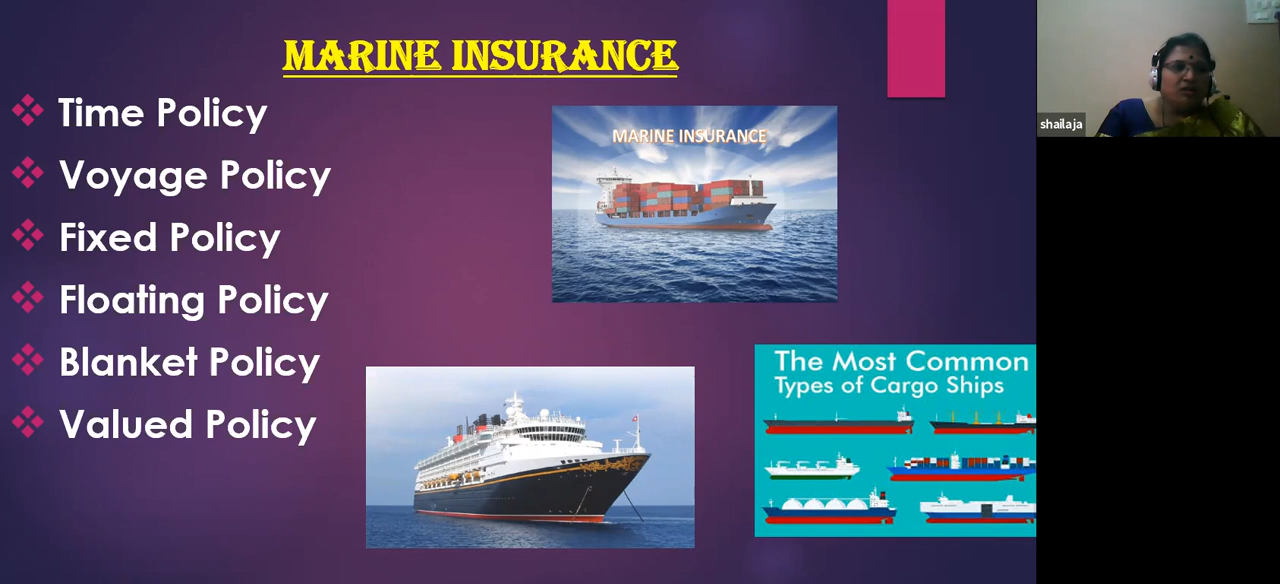 MARINE INSURANCE
Time Policy
Voyage Policy
Fixed Policy
Floating Policy
Blanket Policy
Valued Policy
MARINE INSURANCE
The Most Common
Types of Cargo Ships
shailaja